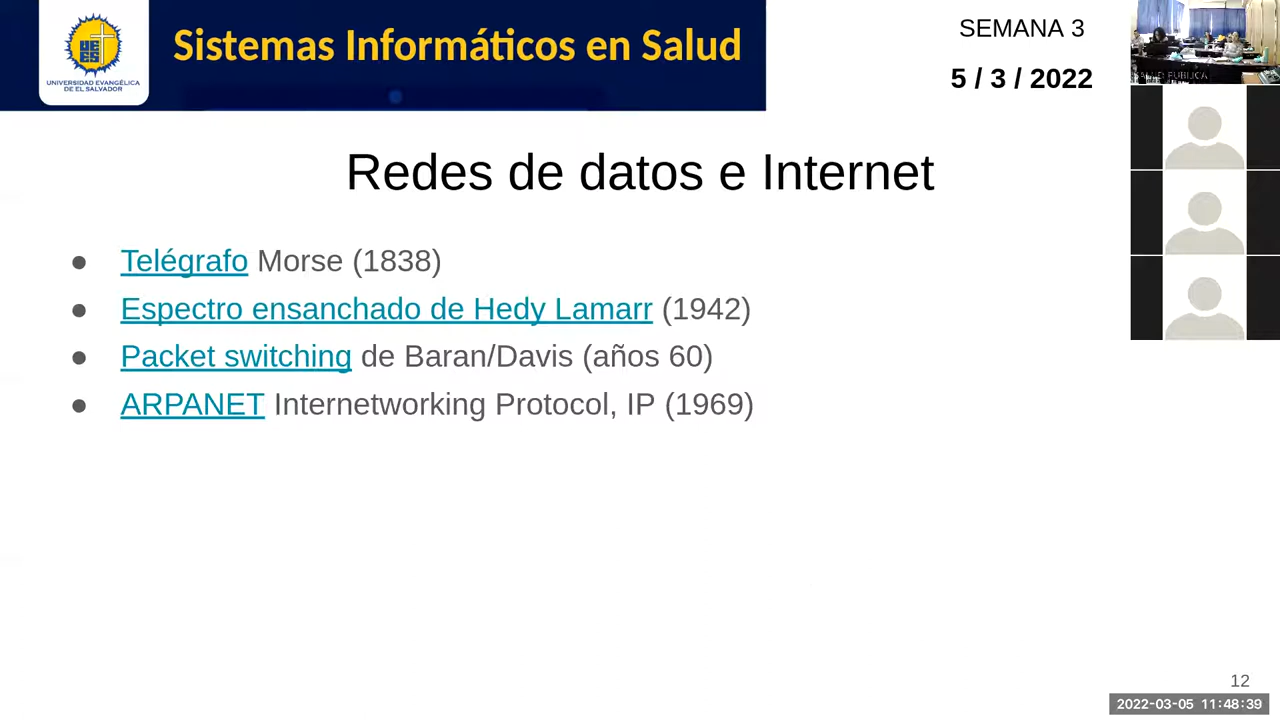 Sistemas Informáticos en Salud
UNIVERSIDAD EVANGÉLICA
DE EL SALVADOR
SEMANA 3
5 / 3 / 2022
SALUD PUBLICA
Redes de datos e Internet
● Telégrafo Morse (1838)
● Espectro ensanchado de Hedy Lamarr (1942)
● Packet switching de Baran/Davis (años 60)
● ARPANET Internetworking Protocol, IP (1969)
12
2022-03-05 11:48:39